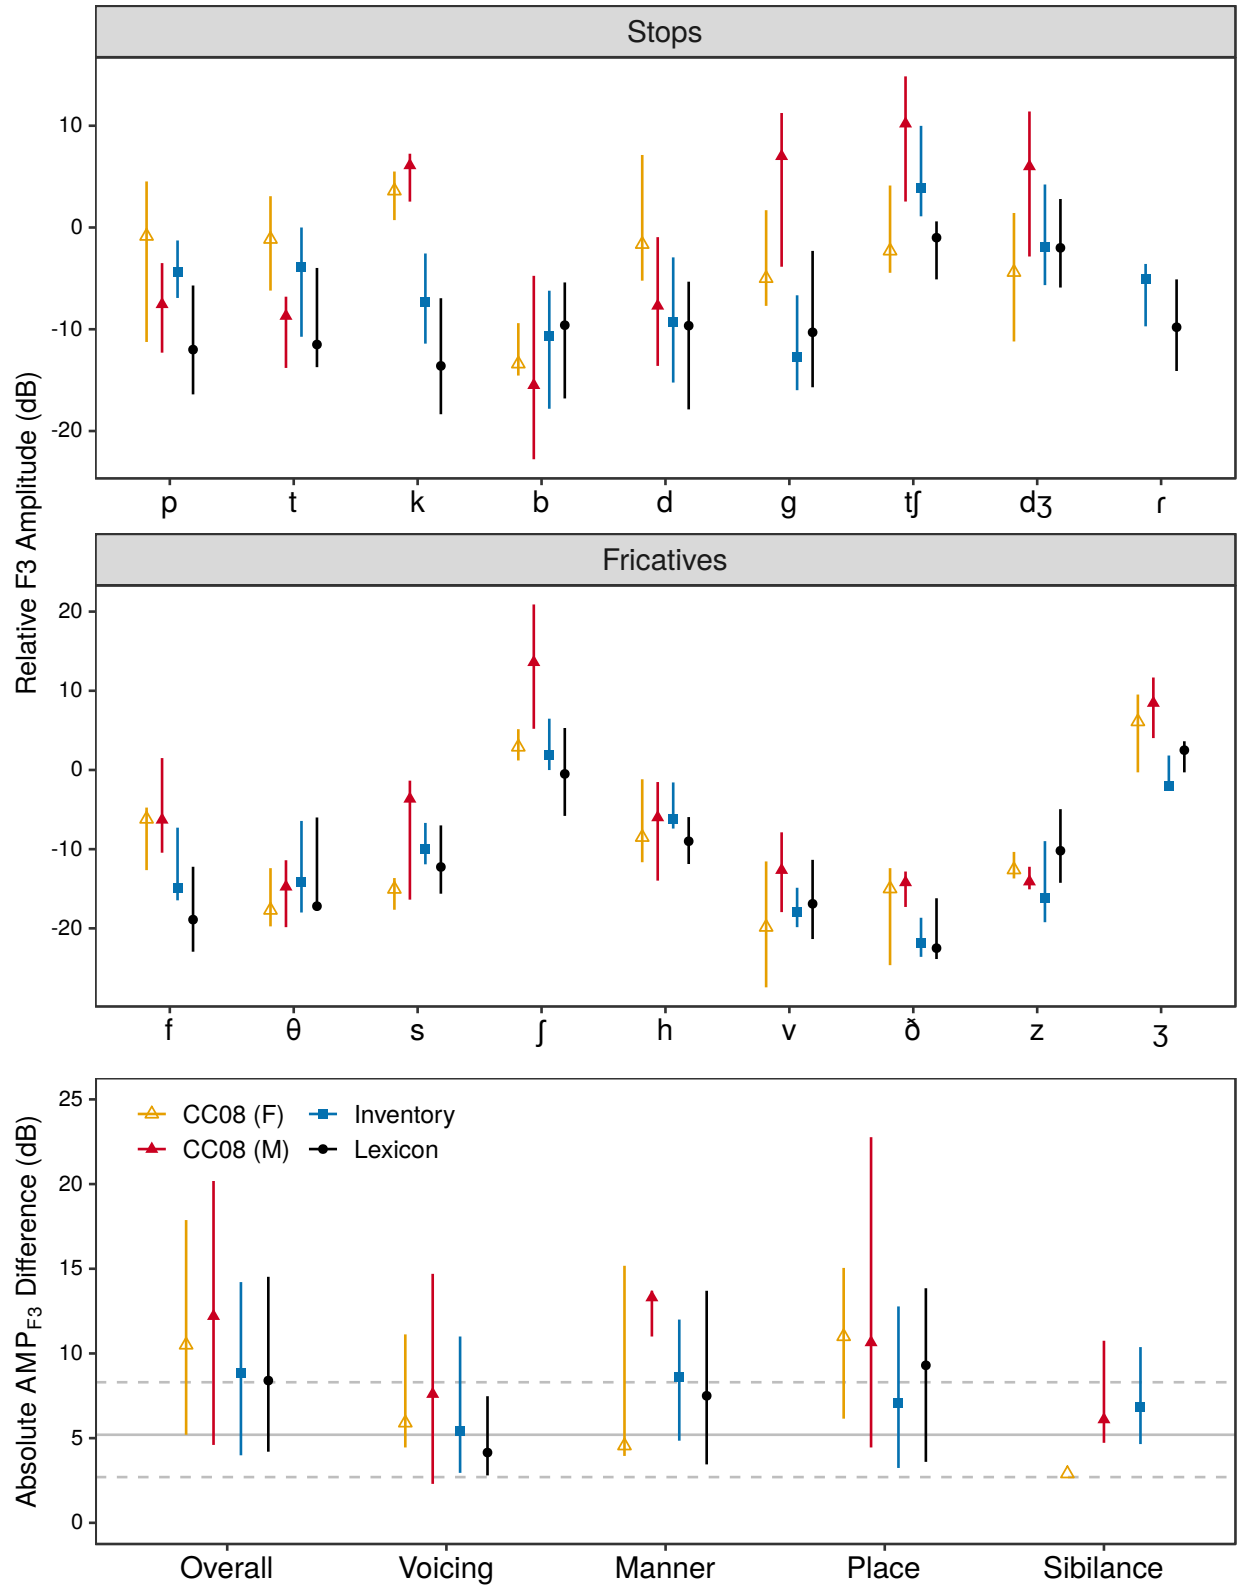 Stops
Relative F3 Amplitude (dB)
10
0
-10
-20
p t k b d g tʃ dʒ ɾ
Fricatives
20
10
0
-10
-20
f θ s ʃ h v ð z ʒ
Absolute AMP_F3 Difference (dB)
25
20
15
10
5
0
CC08 (F) Inventory
CC08 (M) Lexicon
Overall Voicing Manner Place Sibilance